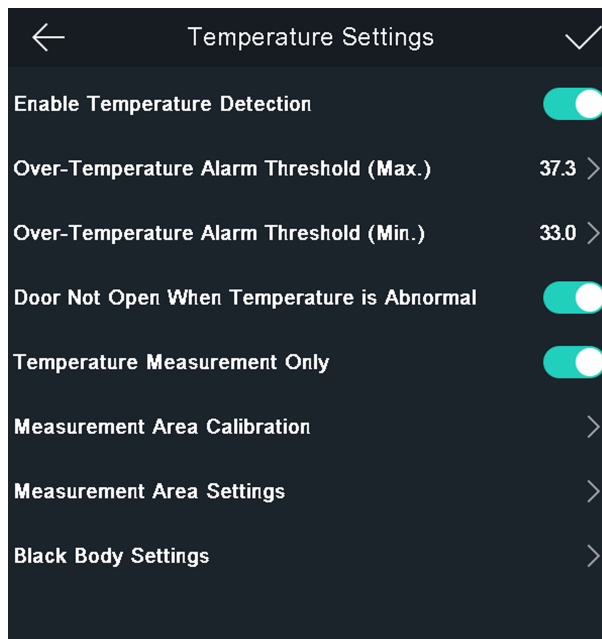 Temperature Settings
Enable Temperature Detection
Over-Temperature Alarm Threshold (Max.) 37.3
Over-Temperature Alarm Threshold (Min.) 33.0
Door Not Open When Temperature is Abnormal
Temperature Measurement Only
Measurement Area Calibration
Measurement Area Settings
Black Body Settings